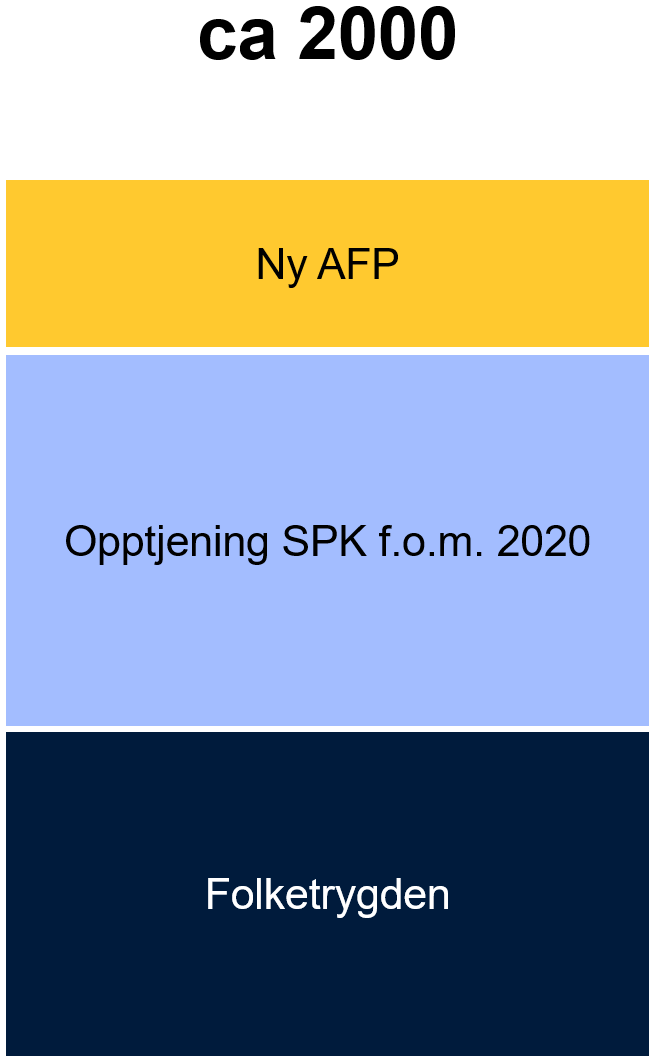 ca 2000
Ny AFP
Opptjening SPK f.o.m. 2020
Folketrygden